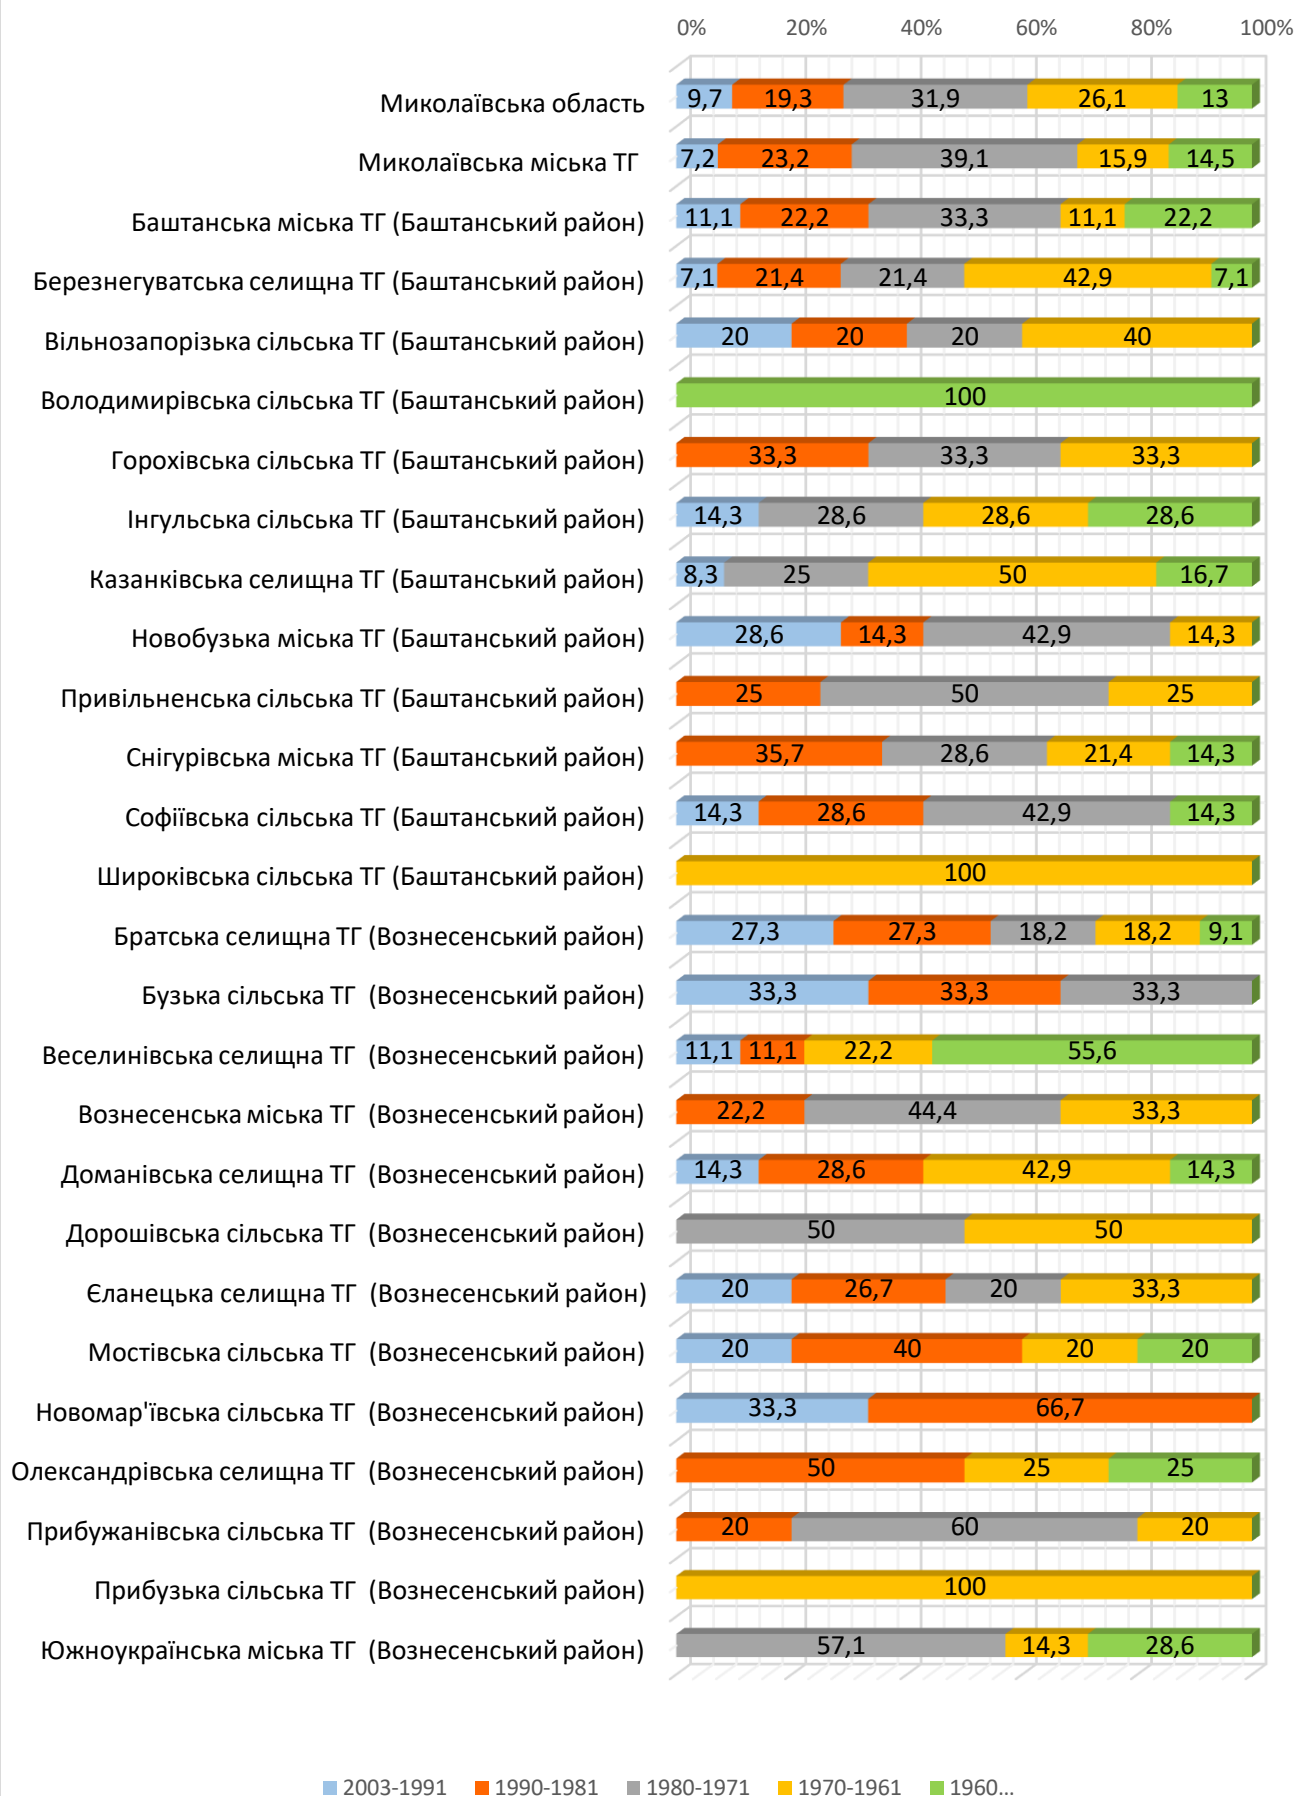 0% 20% 40% 60% 80% 100%
Миколаївська область 9,7 19,3 31,9 26,1 13
Миколаївська міська ТГ 7,2 23,2 39,1 15,9 14,5
Баштанська міська ТГ (Баштанський район) 11,1 22,2 33,3 11,1 22,2
Березнегуватська селищна ТГ (Баштанський район) 7,1 21,4 21,4 42,9 7,1
Вільнозапорізька сільська ТГ (Баштанський район) 20 20 20 40
Володимирівська сільська ТГ (Баштанський район) 100
Горохівська сільська ТГ (Баштанський район) 33,3 33,3 33,3
Інгульська сільська ТГ (Баштанський район) 14,3 28,6 28,6 28,6
Казанківська селищна ТГ (Баштанський район) 8,3 25 50 16,7
Новобузька міська ТГ (Баштанський район) 28,6 14,3 42,9 14,3
Привільненська сільська ТГ (Баштанський район) 25 50 25
Снігурівська міська ТГ (Баштанський район) 35,7 28,6 21,4 14,3
Софіївська сільська ТГ (Баштанський район) 14,3 28,6 42,9 14,3
Широківська сільська ТГ (Баштанський район) 100
Братська селищна ТГ (Вознесенський район) 27,3 27,3 18,2 18,2 9,1
Бузька сільська ТГ (Вознесенський район) 33,3 33,3 33,3
Веселинівська селищна ТГ (Вознесенський район) 11,1 11,1 22,2 55,6
Вознесенська міська ТГ (Вознесенський район) 22,2 44,4 33,3
Доманівська селищна ТГ (Вознесенський район) 14,3 28,6 42,9 14,3
Дорошівська сільська ТГ (Вознесенський район) 50 50
Єланецька селищна ТГ (Вознесенський район) 20 26,7 20 33,3
Мостівська сільська ТГ (Вознесенський район) 20 40 20 20
Новомар'ївська сільська ТГ (Вознесенський район) 33,3 66,7
Олександрівська селищна ТГ (Вознесенський район) 50 25 25
Прибужанівська сільська ТГ (Вознесенський район) 20 60 20
Прибузька сільська ТГ (Вознесенський район) 100
Южноукраїнська міська ТГ (Вознесенський район) 57,1 14,3 28,6
2003-1991 1990-1981 1980-1971 1970-1961 1960...